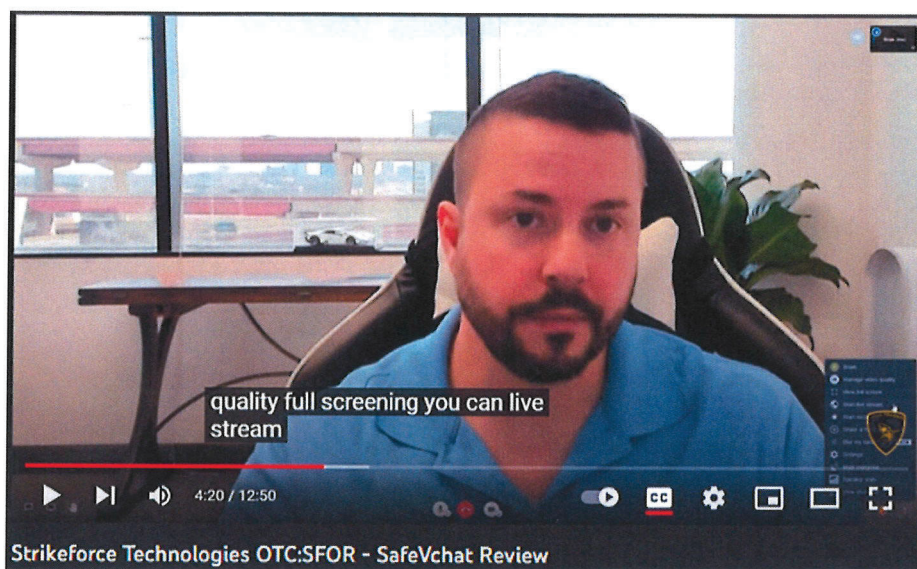 quality full screening you can live
stream
4:20 / 12:50
CC
Strikeforce Technologies OTC:SFOR - SafeVchat Review